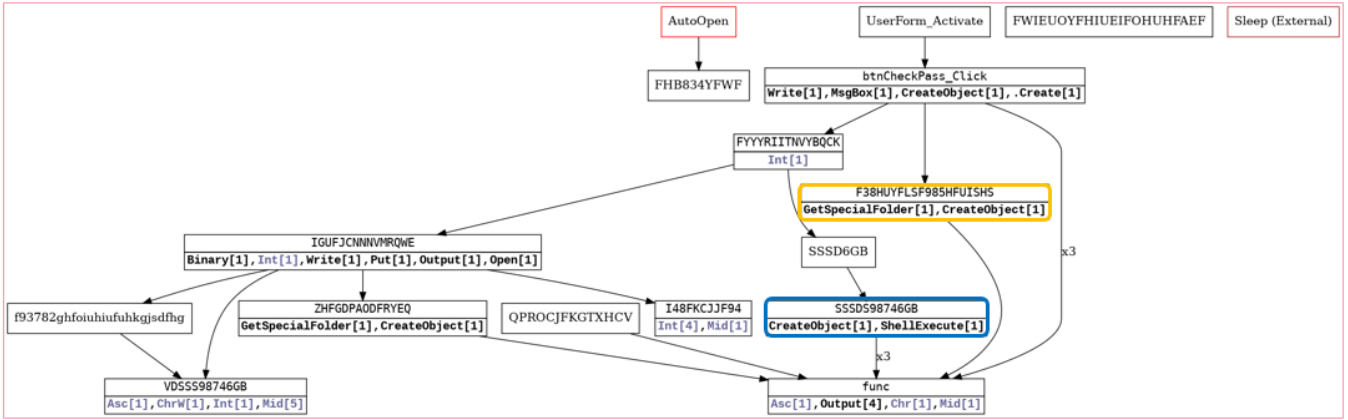 AutoOpen
UserForm_Activate
FWIEUOYFHIUEIFOHUHFAEF
Sleep (External)
FHB834YFWF
btnCheckPass_Click
Write[1],MsgBox[1],CreateObject[1],.Create[1]
FYYYRIITNVYBQCK
Int[1]
F38HUYFLSF985HFUISHS
GetSpecialFolder[1],CreateObject[1]
IGUFJCNNNVMRQWE
Binary[1],Int[1],Write[1],Put[1],Output[1],Open[1]
SSSD6GB
x3
f93782ghfoiuhiufuhkgjsdfhg
ZHFGDPAODFRYEQ
GetSpecialFolder[1],CreateObject[1]
QPROCJFKGTXHCV
I48FKCJJF94
Int[4],Mid[1]
SSSDS98746GB
CreateObject[1],ShellExecute[1]
x3
VDSSS98746GB
Asc[1],ChrW[1],Int[1],Mid[5]
func
Asc[1],Output[4],Chr[1],Mid[1]